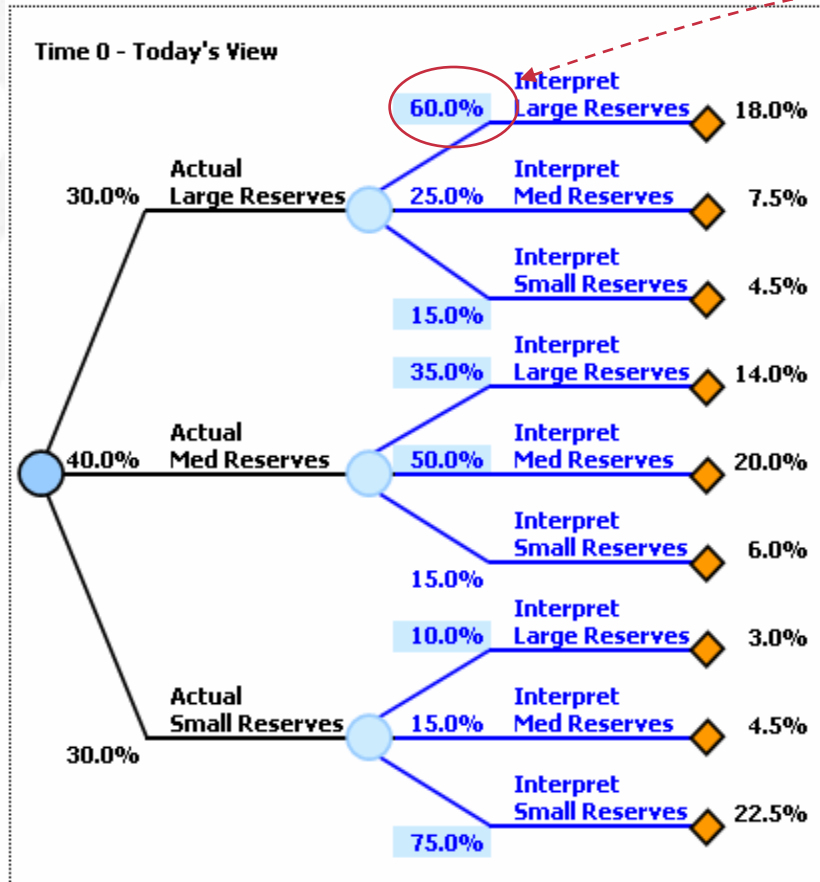 Time 0 - Today's View
Interpret
60.0% Large Reserves 18.0%
Actual
Interpret
30.0% Large Reserves 25.0% Med Reserves 7.5%
Interpret
Small Reserves 4.5%
15.0%
Interpret
35.0% Large Reserves 14.0%
Actual
Interpret
40.0% Med Reserves 50.0% Med Reserves 20.0%
Interpret
Small Reserves 6.0%
15.0%
Interpret
10.0% Large Reserves 3.0%
Actual
Interpret
Small Reserves 15.0% Med Reserves 4.5%
30.0%
Interpret
Small Reserves 22.5%
75.0%